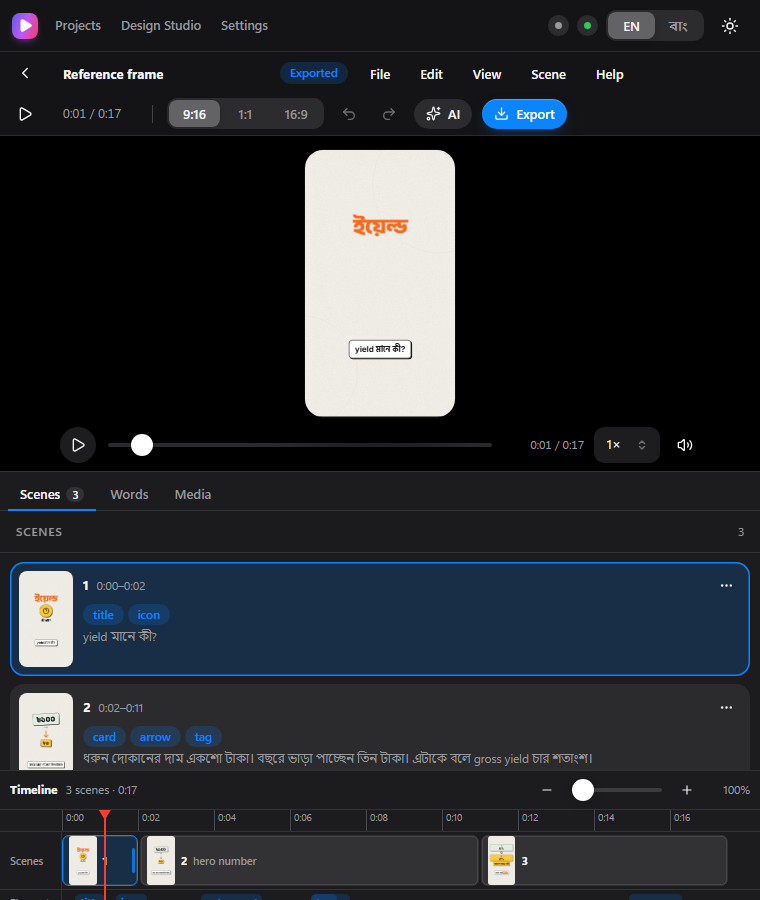 Projects Design Studio Settings EN বাং
Reference frame Exported File Edit View Scene Help
0:01 / 0:17 9:16 1:1 16:9 AI Export
ইয়েল্ড
yield মানে কী?
0:01 / 0:17 1×
Scenes 3 Words Media
SCENES 3
1 0:00–0:02
title icon
yield মানে কী?
ইয়েল্ড
2 0:02–0:11
card arrow tag
৳১০০
ধরুন দোকানের দাম একশো টাকা। বছরে ভাড়া পাচ্ছেন তিন টাকা। এটাকে বলে gross yield চার শতাংশ।
Timeline 3 scenes · 0:17 100%
0:00 0:02 0:04 0:06 0:08 0:10 0:12 0:14 0:16
Scenes 1 2 hero number 3